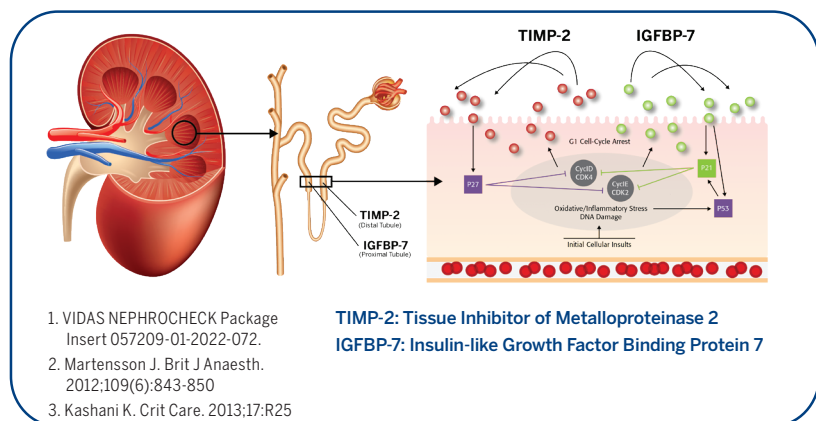 TIMP-2
IGFBP-7
G1 Cell-Cycle Arrest
CyclD
CDK4
CyclE
CDK2
P27
P21
P53
Oxidative/Inflammatory Stress
DNA Damage
Initial Cellular Insults
TIMP-2
(Distal Tubule)
IGFBP-7
(Proximal Tubule)
1. VIDAS NEPHROCHECK Package
Insert 057209-01-2022-072.
2. Martensson J. Brit J Anaesth.
2012;109(6):843-850
3. Kashani K. Crit Care. 2013;17:R25
TIMP-2: Tissue Inhibitor of Metalloproteinase 2
IGFBP-7: Insulin-like Growth Factor Binding Protein 7